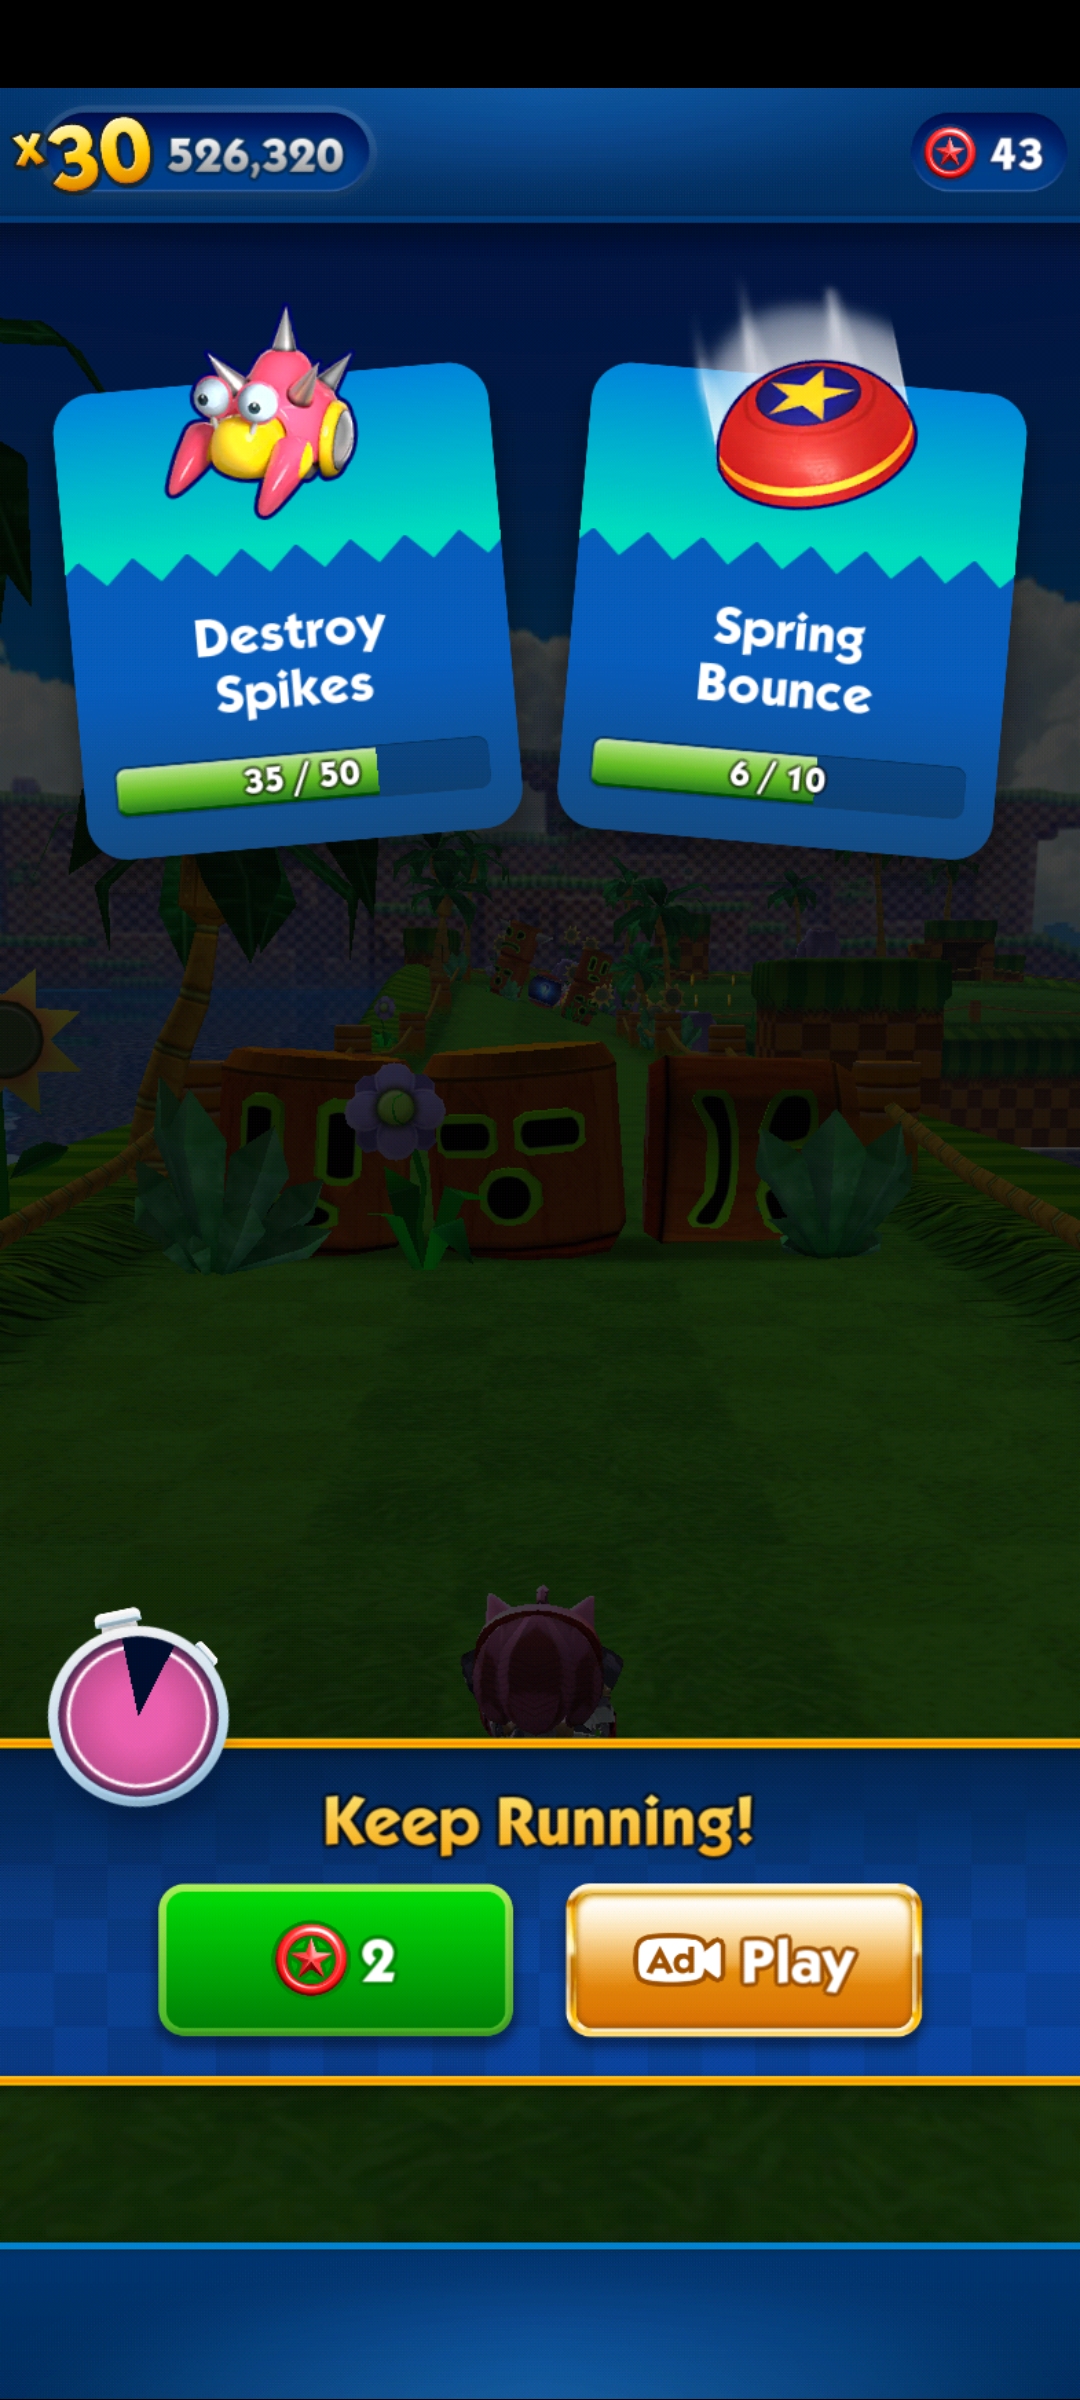 x30 526,320
43
Destroy
Spikes
35 / 50
Spring
Bounce
6 / 10
Keep Running!
2
Ad Play